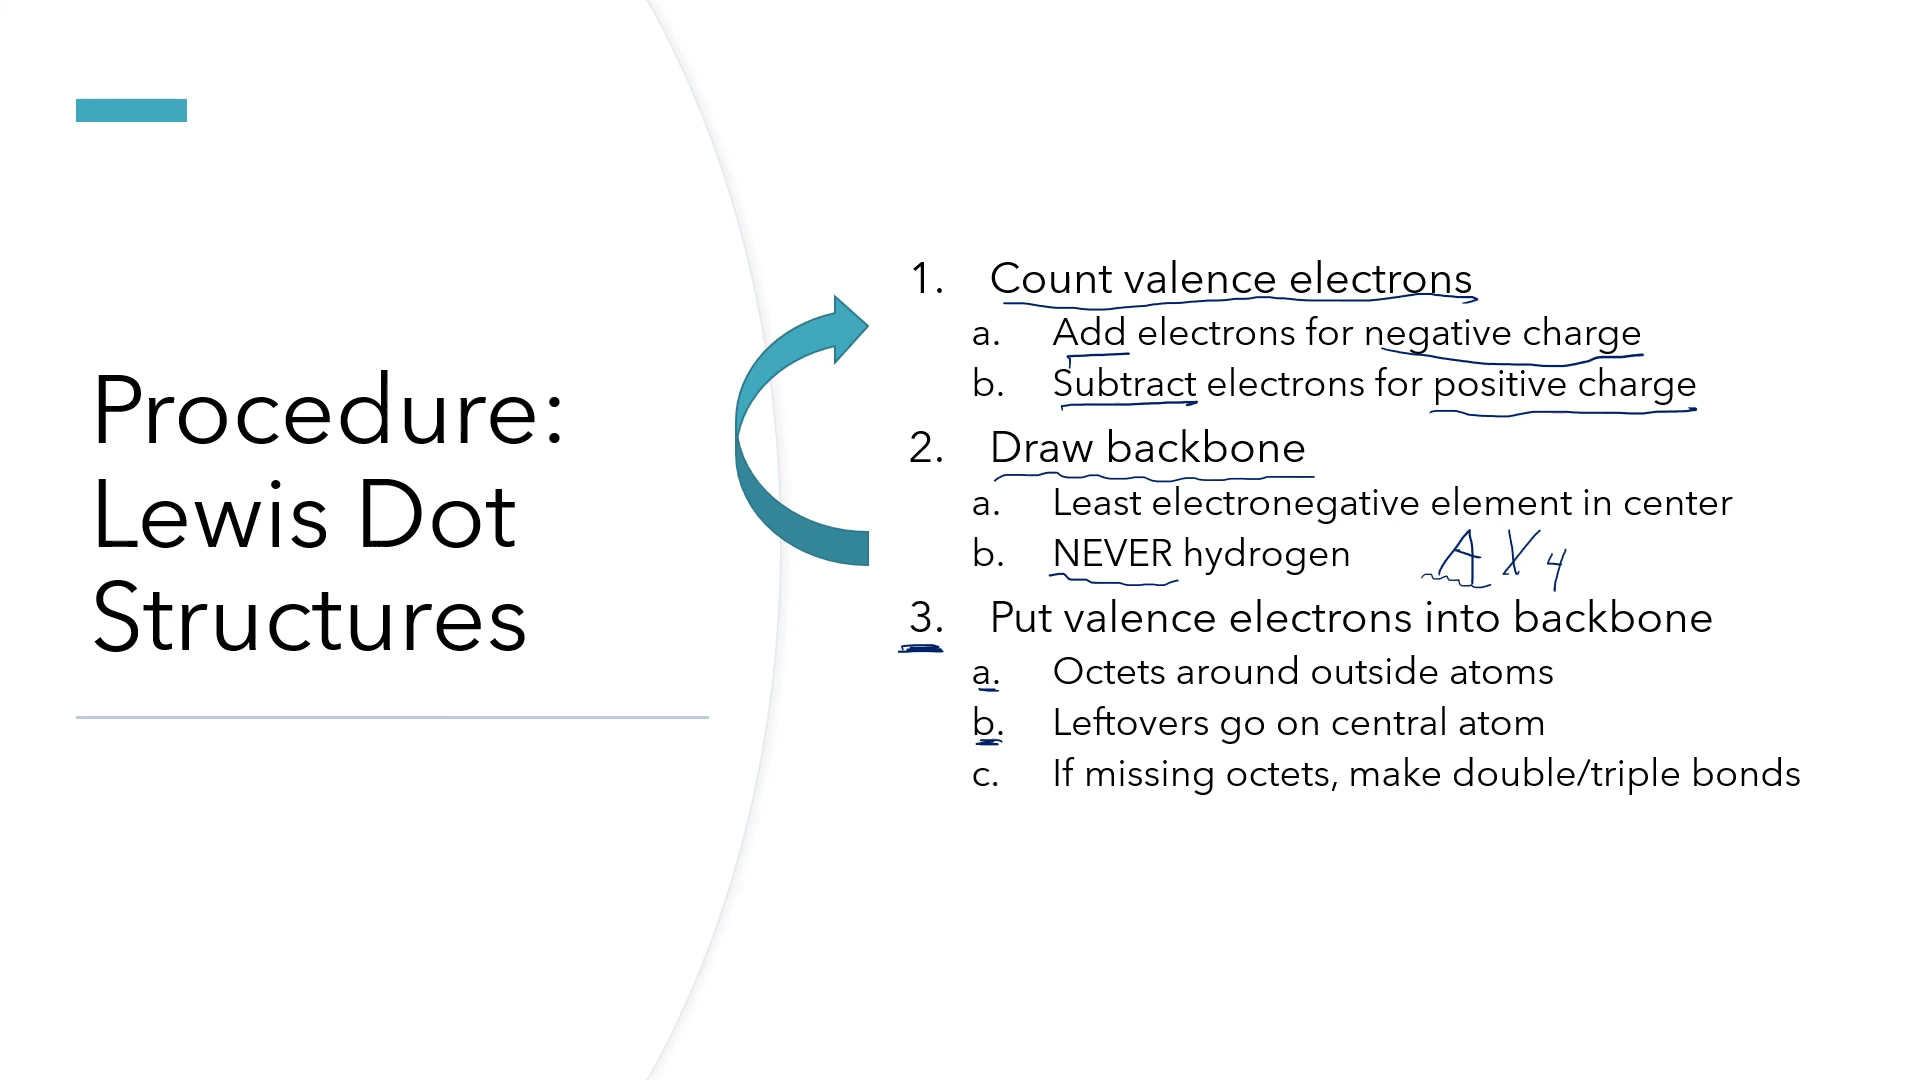 Procedure:
Lewis Dot
Structures
1. Count valence electrons
a. Add electrons for negative charge
b. Subtract electrons for positive charge
2. Draw backbone
a. Least electronegative element in center
b. NEVER hydrogen AX4
3. Put valence electrons into backbone
a. Octets around outside atoms
b. Leftovers go on central atom
c. If missing octets, make double/triple bonds